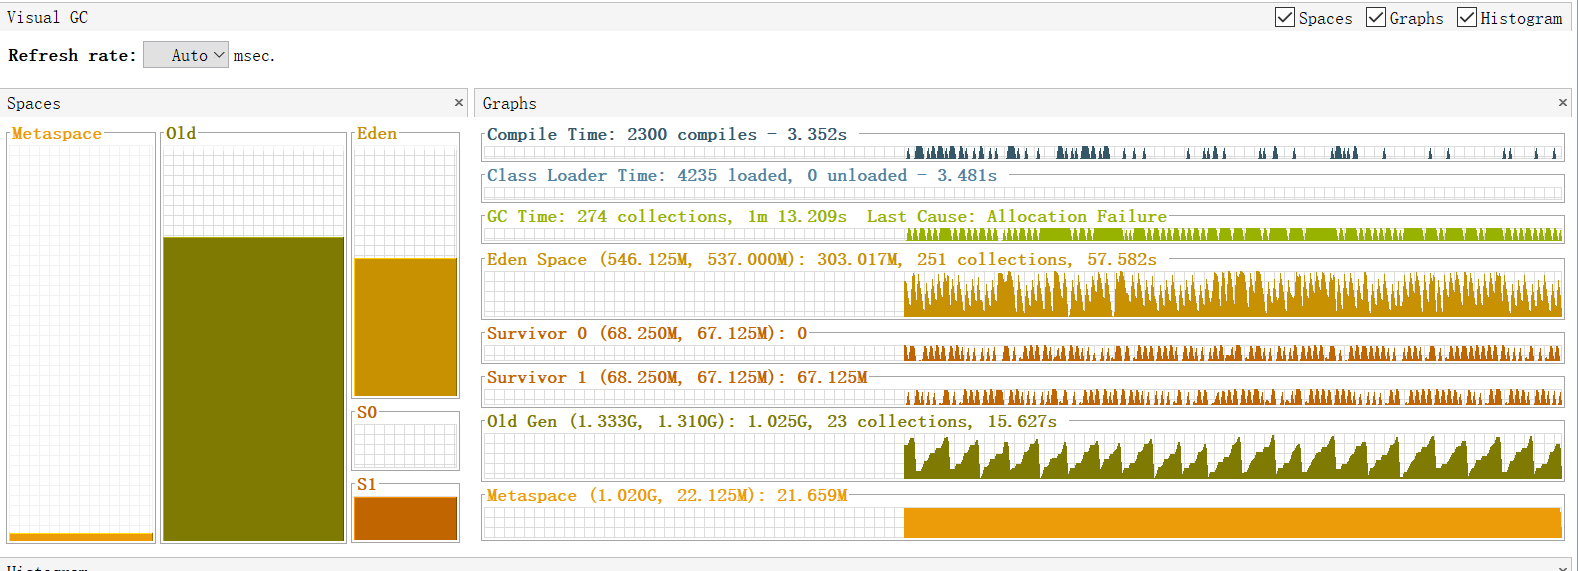 Visual GC
Spaces Graphs Histogram
Refresh rate: Auto msec.
Spaces ×
Metaspace
Old
Eden
S0
S1
Graphs ×
Compile Time: 2300 compiles - 3.352s
Class Loader Time: 4235 loaded, 0 unloaded - 3.481s
GC Time: 274 collections, 1m 13.209s Last Cause: Allocation Failure
Eden Space (546.125M, 537.000M): 303.017M, 251 collections, 57.582s
Survivor 0 (68.250M, 67.125M): 0
Survivor 1 (68.250M, 67.125M): 67.125M
Old Gen (1.333G, 1.310G): 1.025G, 23 collections, 15.627s
Metaspace (1.020G, 22.125M): 21.659M
Histogram